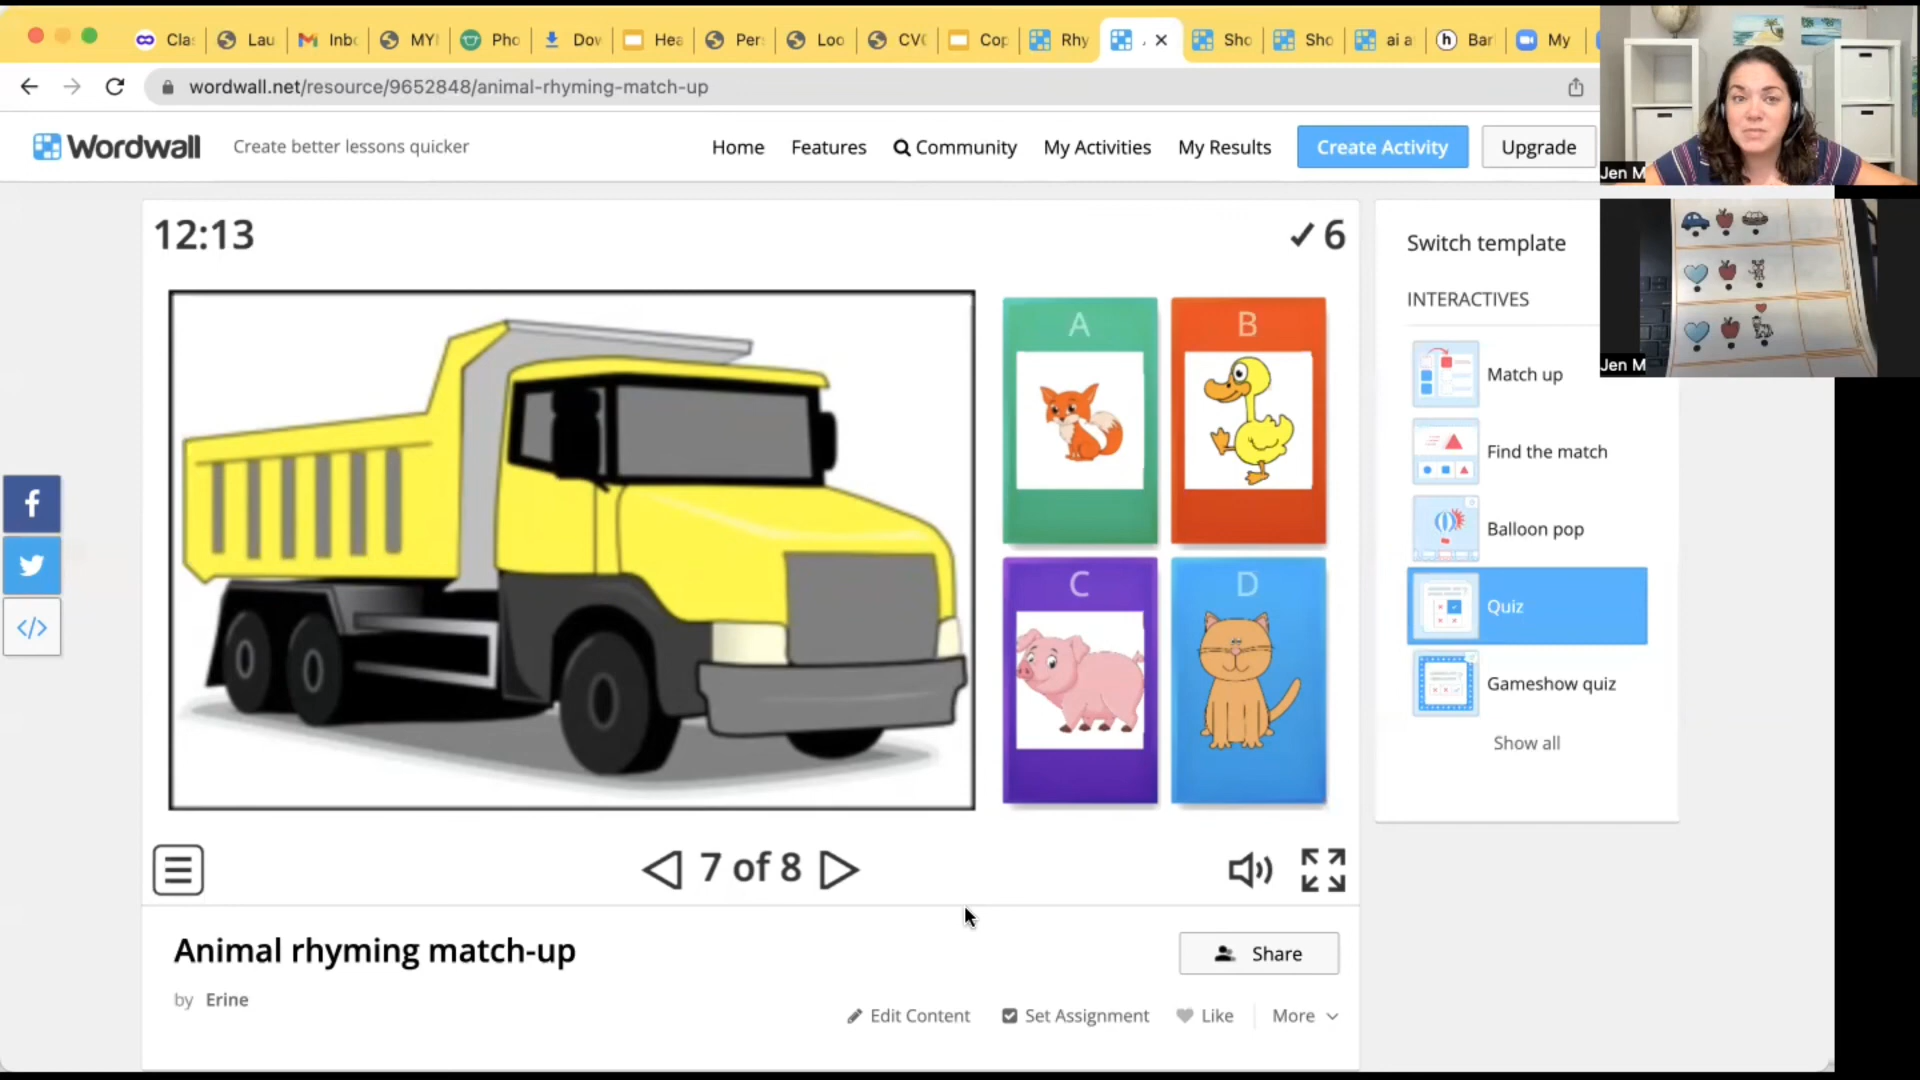 Cla
Lau
Inb
MY
Pho
Dov
Hea
Per
Loo
CV
Cop
Rhy
Sho
Sho
ai a
Bar
My
wordwall.net/resource/9652848/animal-rhyming-match-up
Wordwall
Create better lessons quicker
Home
Features
Community
My Activities
My Results
Create Activity
Upgrade
Jen M
Jen M
12:13
✓ 6
A
B
C
D
Switch template
INTERACTIVES
Match up
Find the match
Balloon pop
Quiz
Gameshow quiz
Show all
7 of 8
Animal rhyming match-up
by Erine
Share
Edit Content
Set Assignment
Like
More